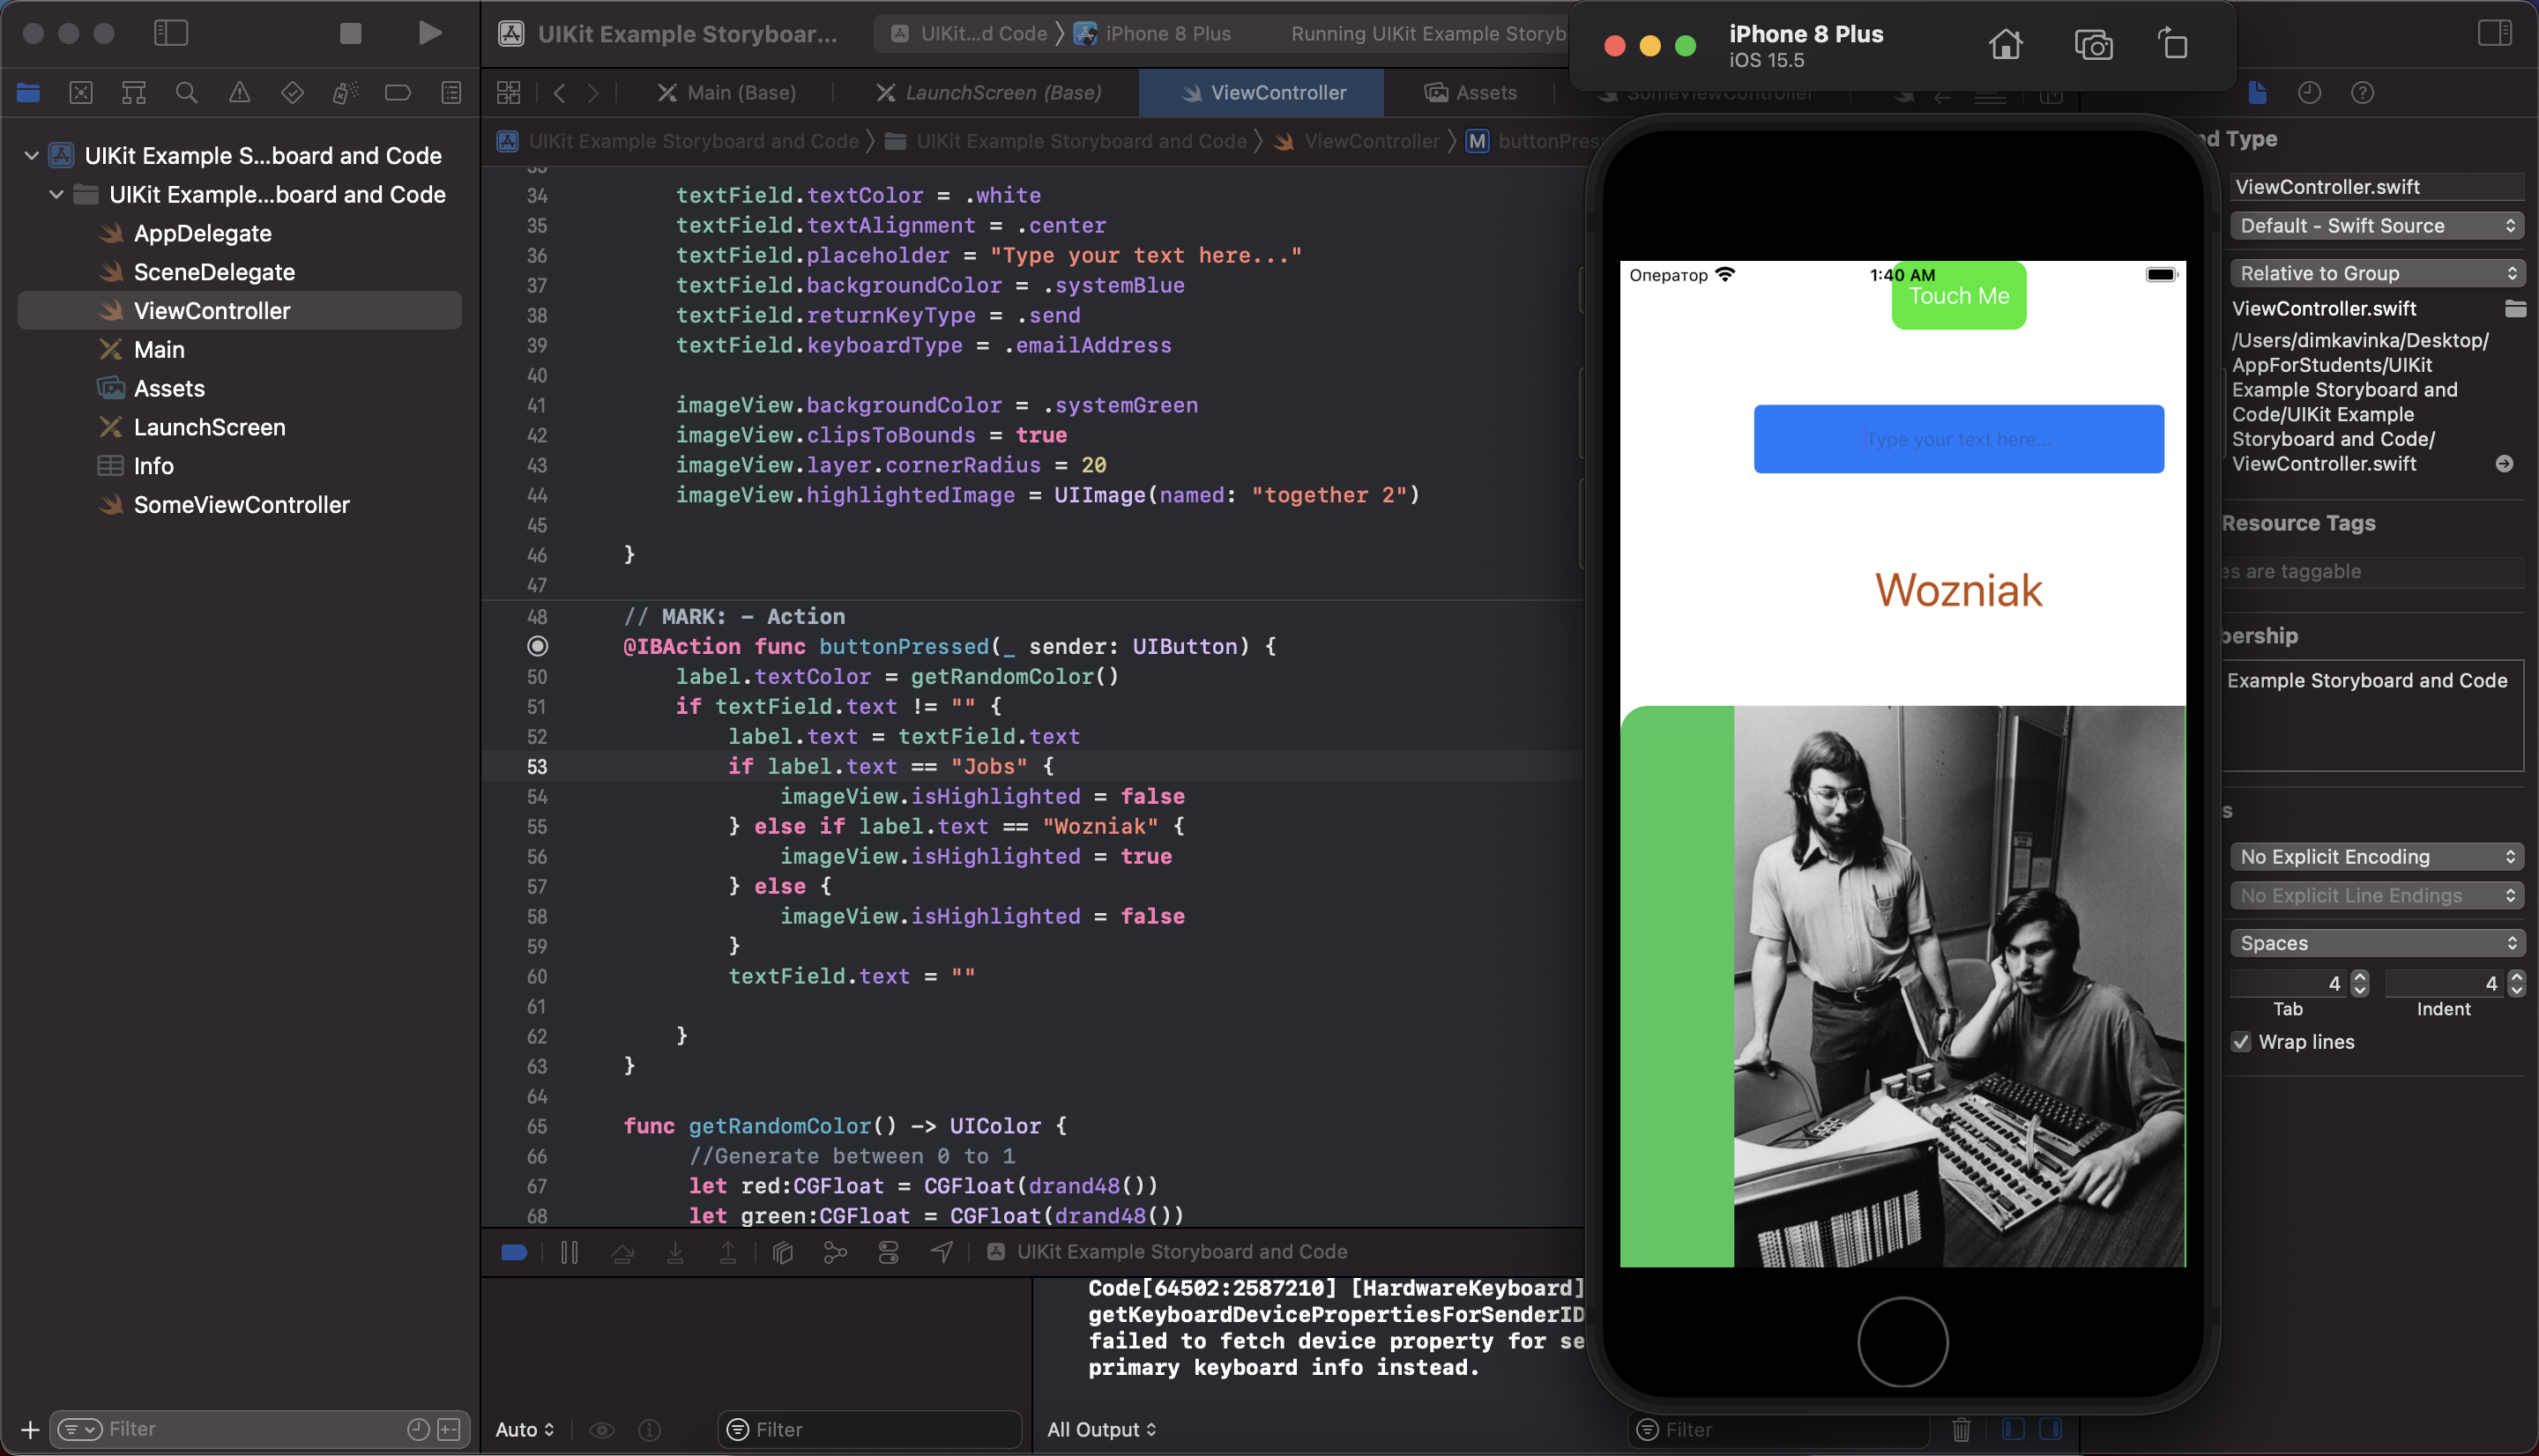 UIKit Example Storyboar...
UIKit...d Code
iPhone 8 Plus
Running UIKit Example Storyb
iPhone 8 Plus
iOS 15.5
Main (Base)
LaunchScreen (Base)
ViewController
Assets
SomeViewController
UIKit Example Storyboard and Code
UIKit Example Storyboard and Code
ViewController
M
buttonPres
UIKit Example S...board and Code
UIKit Example...board and Code
AppDelegate
SceneDelegate
ViewController
Main
Assets
LaunchScreen
Info
SomeViewController
34 textField.textColor = .white
35 textField.textAlignment = .center
36 textField.placeholder = "Type your text here..."
37 textField.backgroundColor = .systemBlue
38 textField.returnKeyType = .send
39 textField.keyboardType = .emailAddress
40
41 imageView.backgroundColor = .systemGreen
42 imageView.clipsToBounds = true
43 imageView.layer.cornerRadius = 20
44 imageView.highlightedImage = UIImage(named: "together 2")
45
46 }
47
48 // MARK: - Action
@IBAction func buttonPressed(_ sender: UIButton) {
50 label.textColor = getRandomColor()
51 if textField.text != "" {
52 label.text = textField.text
53 if label.text == "Jobs" {
54 imageView.isHighlighted = false
55 } else if label.text == "Wozniak" {
56 imageView.isHighlighted = true
57 } else {
58 imageView.isHighlighted = false
59 }
60 textField.text = ""
61
62 }
63 }
64
65 func getRandomColor() -> UIColor {
66 //Generate between 0 to 1
67 let red:CGFloat = CGFloat(drand48())
68 let green:CGFloat = CGFloat(drand48())
UIKit Example Storyboard and Code
Code[64502:2587210] [HardwareKeyboard]
getKeyboardDevicePropertiesForSenderID
failed to fetch device property for se
primary keyboard info instead.
Filter
Auto
Filter
All Output
Filter
Оператор
1:40 AM
Touch Me
Type your text here...
Wozniak
nd Type
ViewController.swift
Default - Swift Source
Relative to Group
ViewController.swift
/Users/dimkavinka/Desktop/
AppForStudents/UIKit
Example Storyboard and
Code/UIKit Example
Storyboard and Code/
ViewController.swift
Resource Tags
es are taggable
bership
Example Storyboard and Code
s
No Explicit Encoding
No Explicit Line Endings
Spaces
4 4
Tab Indent
Wrap lines